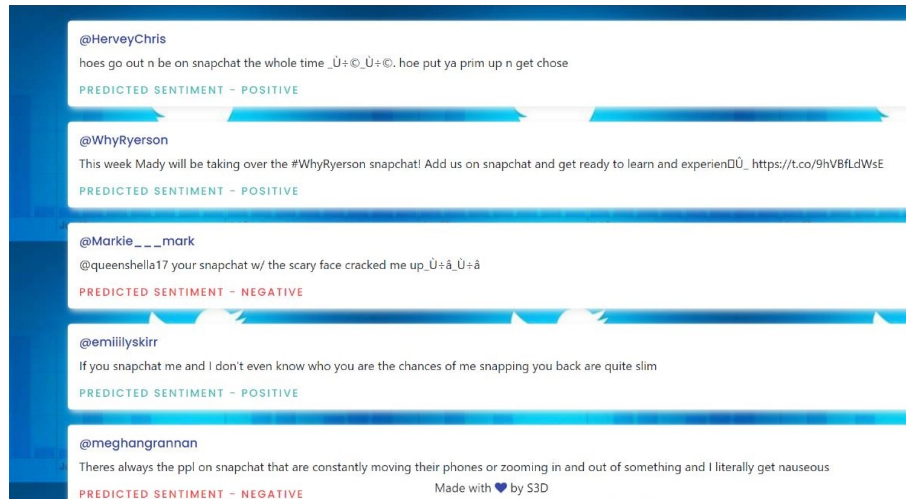 @HerveyChris
hoes go out n be on snapchat the whole time _Ù÷©_Ù÷©. hoe put ya prim up n get chose
PREDICTED SENTIMENT - POSITIVE
@WhyRyerson
This week Mady will be taking over the #WhyRyerson snapchat! Add us on snapchat and get ready to learn and experien□Û_ https://t.co/9hVBfLdWsE
PREDICTED SENTIMENT - POSITIVE
@Markie___mark
@queenshella17 your snapchat w/ the scary face cracked me up_Ù÷â_Ù÷â
PREDICTED SENTIMENT - NEGATIVE
@emiiilyskirr
If you snapchat me and I don't even know who you are the chances of me snapping you back are quite slim
PREDICTED SENTIMENT - POSITIVE
@meghangrannan
Theres always the ppl on snapchat that are constantly moving their phones or zooming in and out of something and I literally get nauseous
PREDICTED SENTIMENT - NEGATIVE
Made with 💙 by S3D